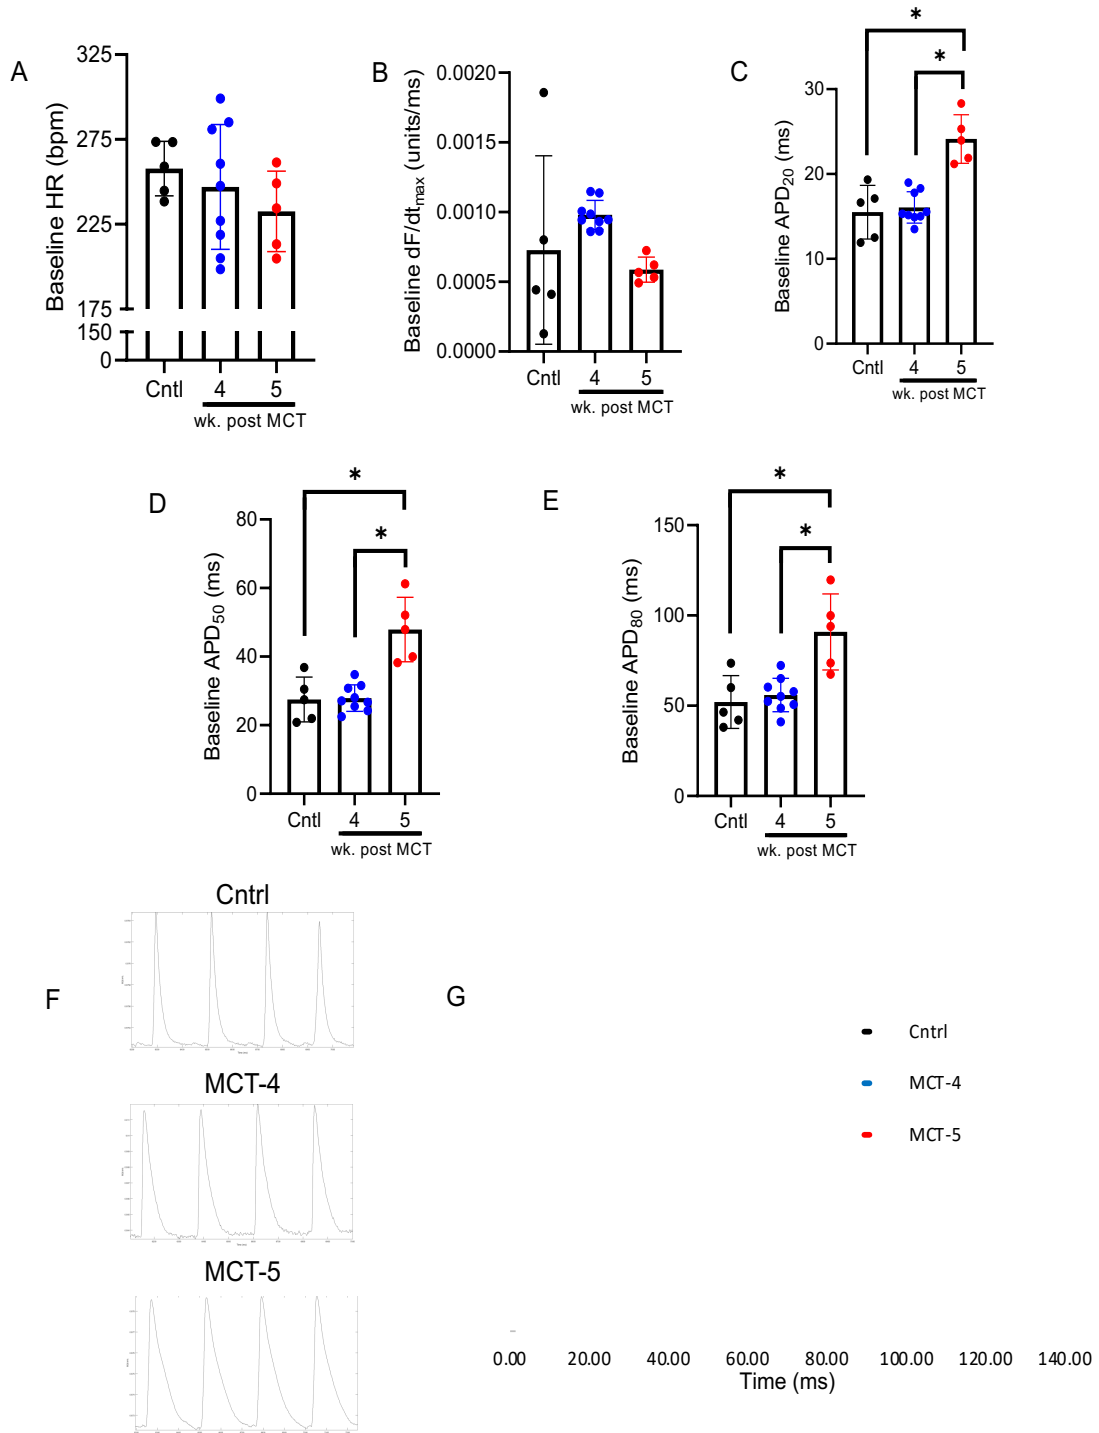 A
Baseline HR (bpm)
325
275
225
175
150
0
Cntl
4
5
wk. post MCT
B
Baseline dF/dtmax (units/ms)
0.0020
0.0015
0.0010
0.0005
0.0000
Cntl
4
5
wk. post MCT
C
Baseline APD20 (ms)
30
20
10
0
*
*
Cntl
4
5
wk. post MCT
D
Baseline APD50 (ms)
80
60
40
20
0
*
*
Cntl
4
5
wk. post MCT
E
Baseline APD80 (ms)
150
100
50
0
*
*
Cntl
4
5
wk. post MCT
F
Cntrl
MCT-4
MCT-5
G
Cntrl
MCT-4
MCT-5
0.00 20.00 40.00 60.00 80.00 100.00 120.00 140.00
Time (ms)